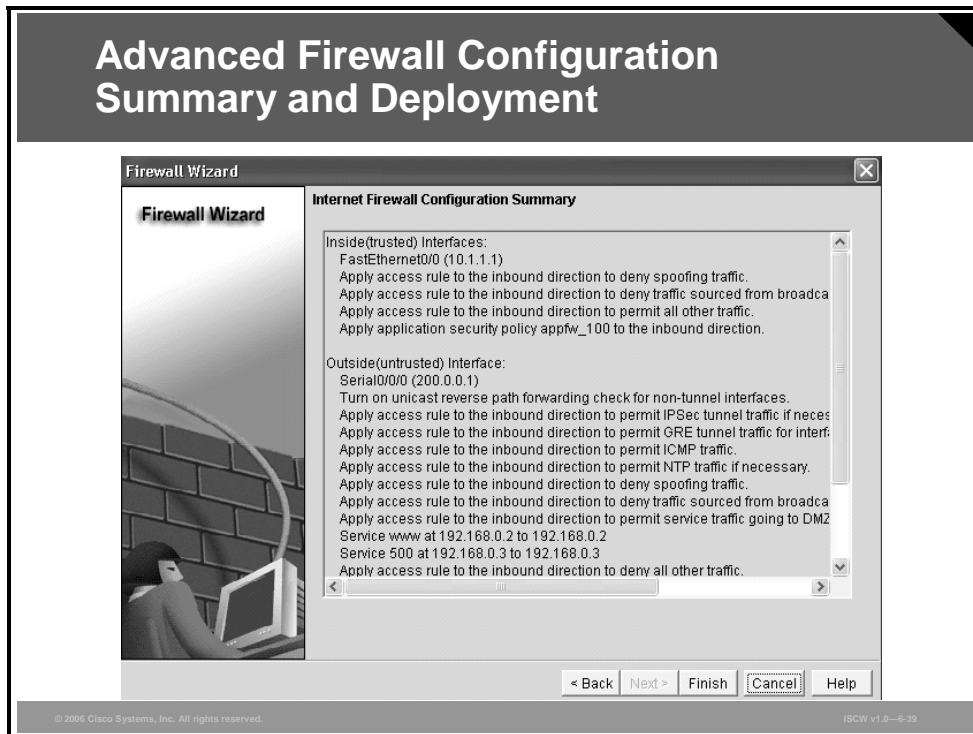 Advanced Firewall Configuration
Summary and Deployment
Firewall Wizard
Firewall Wizard
Internet Firewall Configuration Summary
Inside(trusted) Interfaces:
FastEthernet0/0 (10.1.1.1)
Apply access rule to the inbound direction to deny spoofing traffic.
Apply access rule to the inbound direction to deny traffic sourced from broadca
Apply access rule to the inbound direction to permit all other traffic.
Apply application security policy appfw_100 to the inbound direction.
Outside(untrusted) Interface:
Serial0/0/0 (200.0.0.1)
Turn on unicast reverse path forwarding check for non-tunnel interfaces.
Apply access rule to the inbound direction to permit IPSec tunnel traffic if neces
Apply access rule to the inbound direction to permit GRE tunnel traffic for interf
Apply access rule to the inbound direction to permit ICMP traffic.
Apply access rule to the inbound direction to permit NTP traffic if necessary.
Apply access rule to the inbound direction to deny spoofing traffic.
Apply access rule to the inbound direction to deny traffic sourced from broadca
Apply access rule to the inbound direction to permit service traffic going to DMZ
Service www at 192.168.0.2 to 192.168.0.2
Service 500 at 192.168.0.3 to 192.168.0.3
Apply access rule to the inbound direction to deny all other traffic.
< Back Next > Finish Cancel Help
© 2006 Cisco Systems, Inc. All rights reserved. ISCW v1.0—6-39